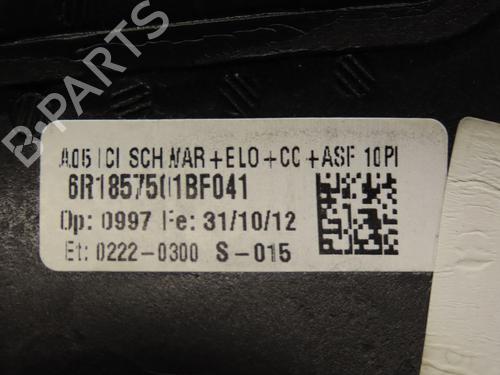 B-PARTS
A05 ICI SCHWAR+ELO+CC+ASF 10PI
6R1857501BF041
Op: 0997 Fe: 31/10/12
Et: 0222-0300 S-015